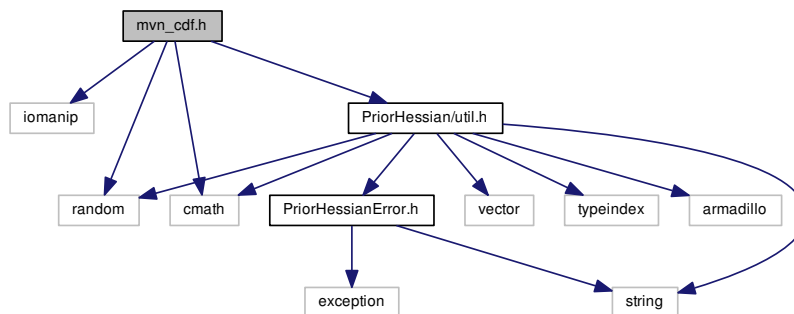 mvn_cdf.h
iomanip
PriorHessian/util.h
random
cmath
PriorHessianError.h
vector
typeindex
armadillo
exception
string